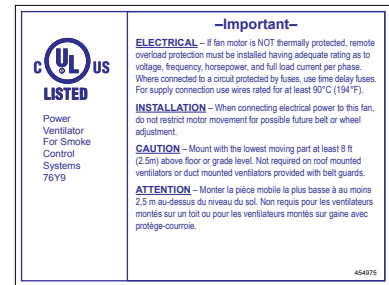 C UL US
LISTED
Power
Ventilator
For Smoke
Control
Systems
76Y9
–Important–
ELECTRICAL – If fan motor is NOT thermally protected, remote
overload protection must be installed having adequate rating as to
voltage, frequency, horsepower, and full load current per phase.
Where connected to a circuit protected by fuses, use time delay fuses.
For supply connection use wires rated for at least 90°C (194°F).
INSTALLATION – When connecting electrical power to this fan,
do not restrict motor movement for possible future belt or wheel
adjustment.
CAUTION – Mount with the lowest moving part at least 8 ft
(2.5m) above floor or grade level. Not required on roof mounted
ventilators or duct mounted ventilators provided with belt guards.
ATTENTION – Monter la pièce mobile la plus basse à au moins
2,5 m au-dessus du niveau du sol. Non requis pour les ventilateurs
montés sur un toit ou pour les ventilateurs montés sur gaine avec
protège-courroie.
454975